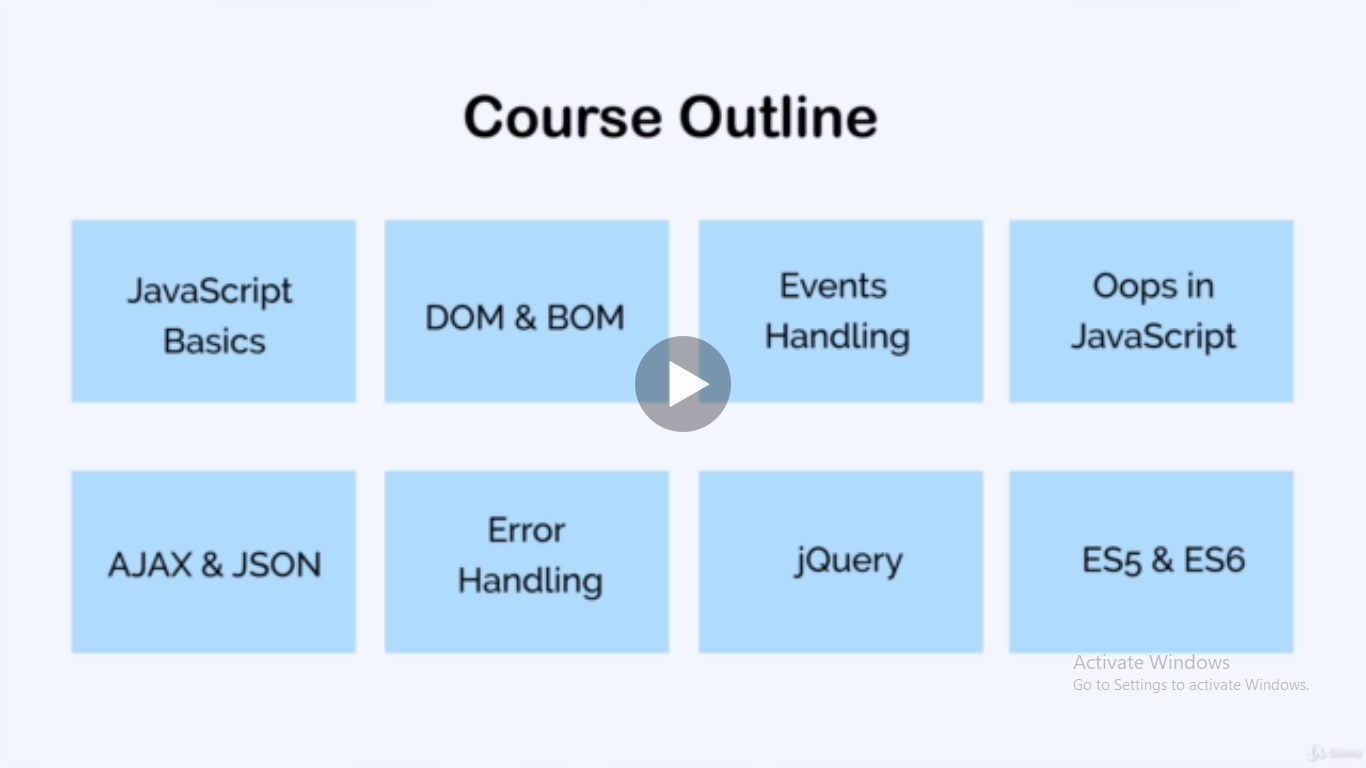 Course Outline
JavaScript
Basics
DOM & BOM
Events
Handling
Oops in
JavaScript
AJAX & JSON
Error
Handling
jQuery
ES5 & ES6
Activate Windows
Go to Settings to activate Windows.
Udemy